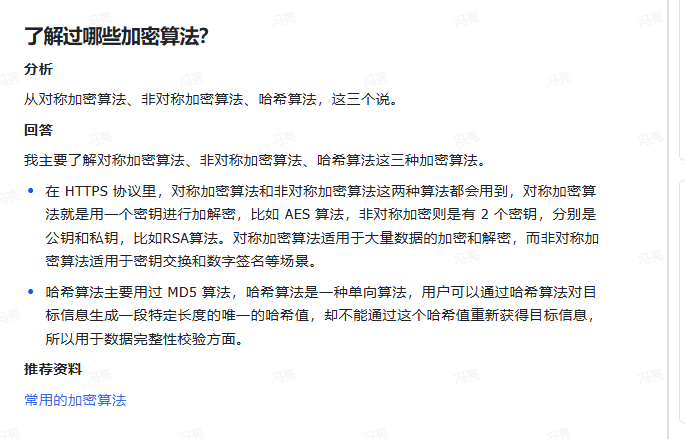 了解过哪些加密算法?
分析
从对称加密算法、非对称加密算法、哈希算法，这三个说。
回答
我主要了解对称加密算法、非对称加密算法、哈希算法这三种加密算法。
• 在 HTTPS 协议里，对称加密算法和非对称加密算法这两种算法都会用到，对称加密算
法就是用一个密钥进行加解密，比如 AES 算法，非对称加密则是有 2 个密钥，分别是
公钥和私钥，比如RSA算法。对称加密算法适用于大量数据的加密和解密，而非对称加
密算法适用于密钥交换和数字签名等场景。
• 哈希算法主要用过 MD5 算法，哈希算法是一种单向算法，用户可以通过哈希算法对目
标信息生成一段特定长度的唯一的哈希值，却不能通过这个哈希值重新获得目标信息，
所以用于数据完整性校验方面。
推荐资料
常用的加密算法
冯亮